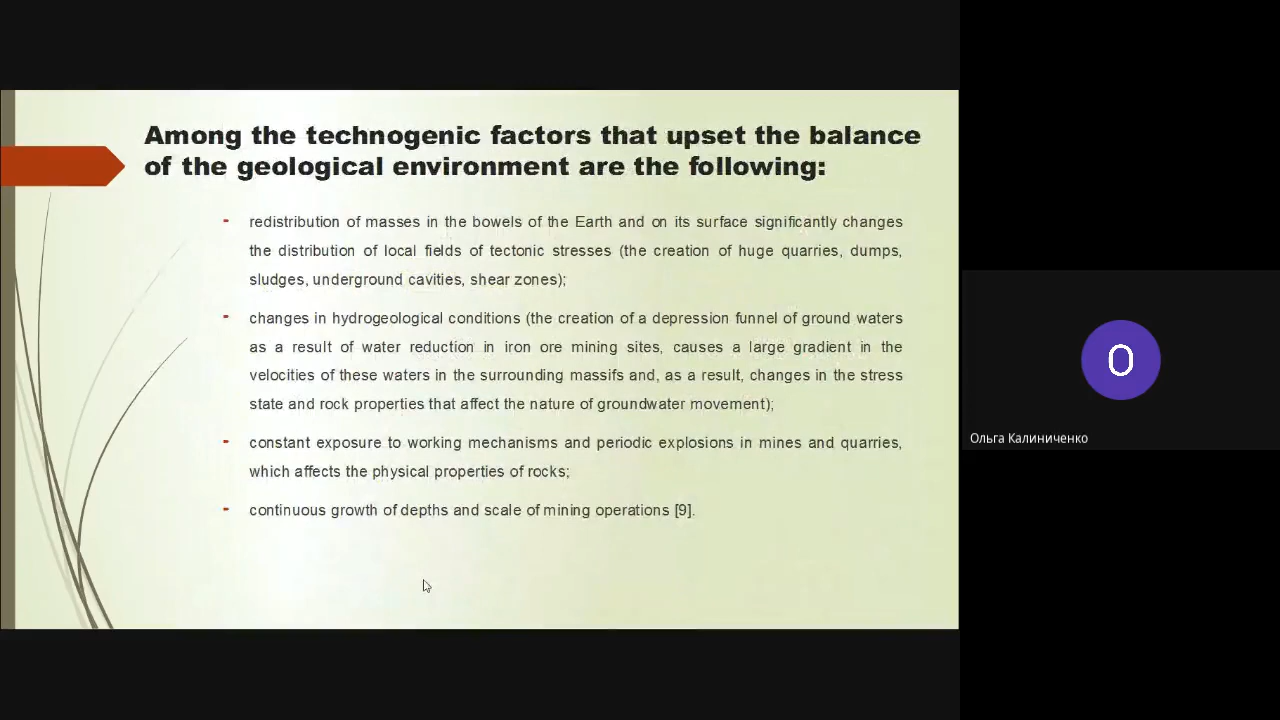 Among the technogenic factors that upset the balance
of the geological environment are the following:
- redistribution of masses in the bowels of the Earth and on its surface significantly changes
the distribution of local fields of tectonic stresses (the creation of huge quarries, dumps,
sludges, underground cavities, shear zones);
- changes in hydrogeological conditions (the creation of a depression funnel of ground waters
as a result of water reduction in iron ore mining sites, causes a large gradient in the
velocities of these waters in the surrounding massifs and, as a result, changes in the stress
state and rock properties that affect the nature of groundwater movement);
- constant exposure to working mechanisms and periodic explosions in mines and quarries,
which affects the physical properties of rocks;
- continuous growth of depths and scale of mining operations [9].
О
Ольга Калиниченко